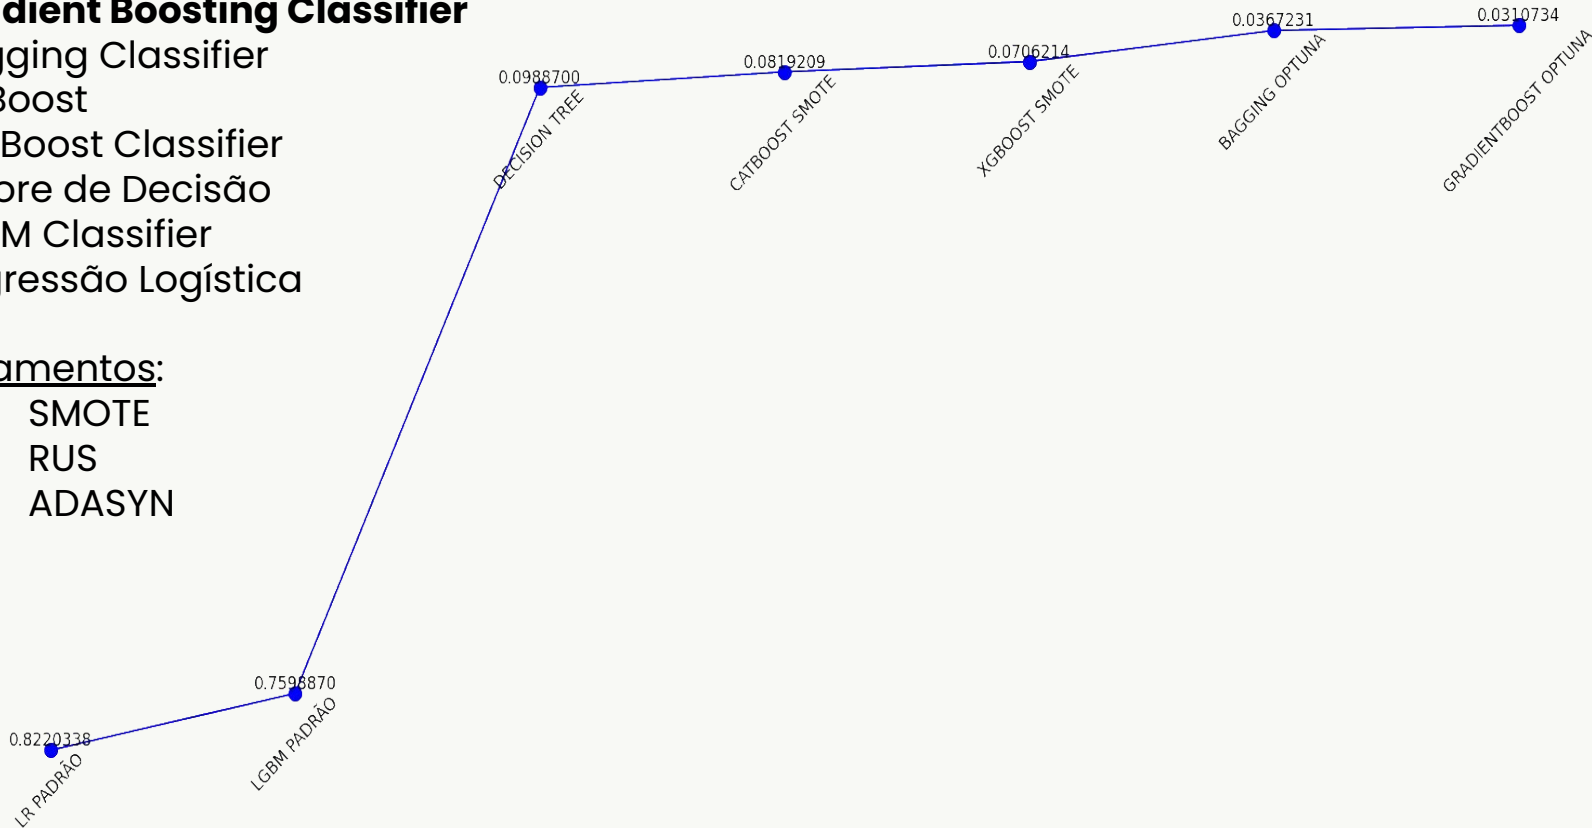 dient Boosting Classifier
gging Classifier
Boost
Boost Classifier
ore de Decisão
M Classifier
gressão Logística
amentos:
SMOTE
RUS
ADASYN
0.8220338
LR PADRÃO
0.7598870
LGBM PADRÃO
0.0988700
DECISION TREE
0.0819209
CATBOOST SMOTE
0.0706214
XGBOOST SMOTE
0.0367231
BAGGING OPTUNA
0.0310734
GRADIENTBOOST OPTUNA